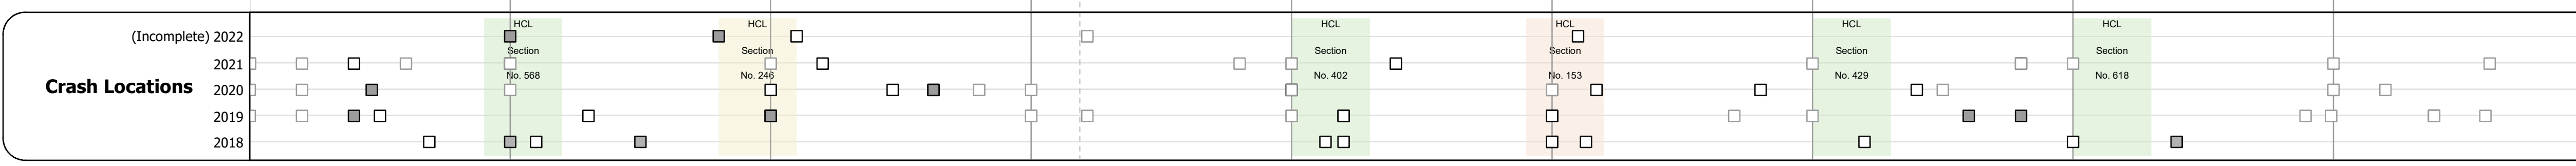 Crash Locations
(Incomplete) 2022
2021
2020
2019
2018
HCL
Section
No. 568
HCL
Section
No. 246
HCL
Section
No. 402
HCL
Section
No. 153
HCL
Section
No. 429
HCL
Section
No. 618